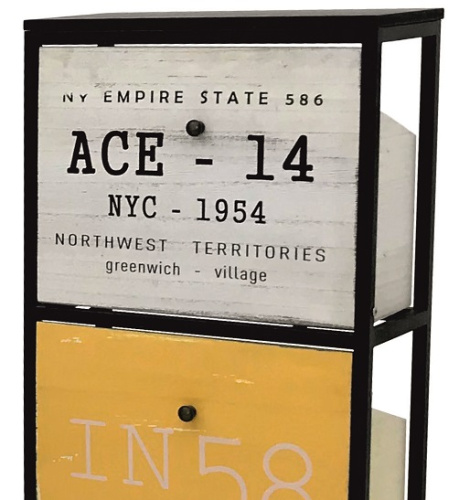 NY EMPIRE STATE 586
ACE - 14
NYC - 1954
NORTHWEST TERRITORIES
greenwich - village
IN58